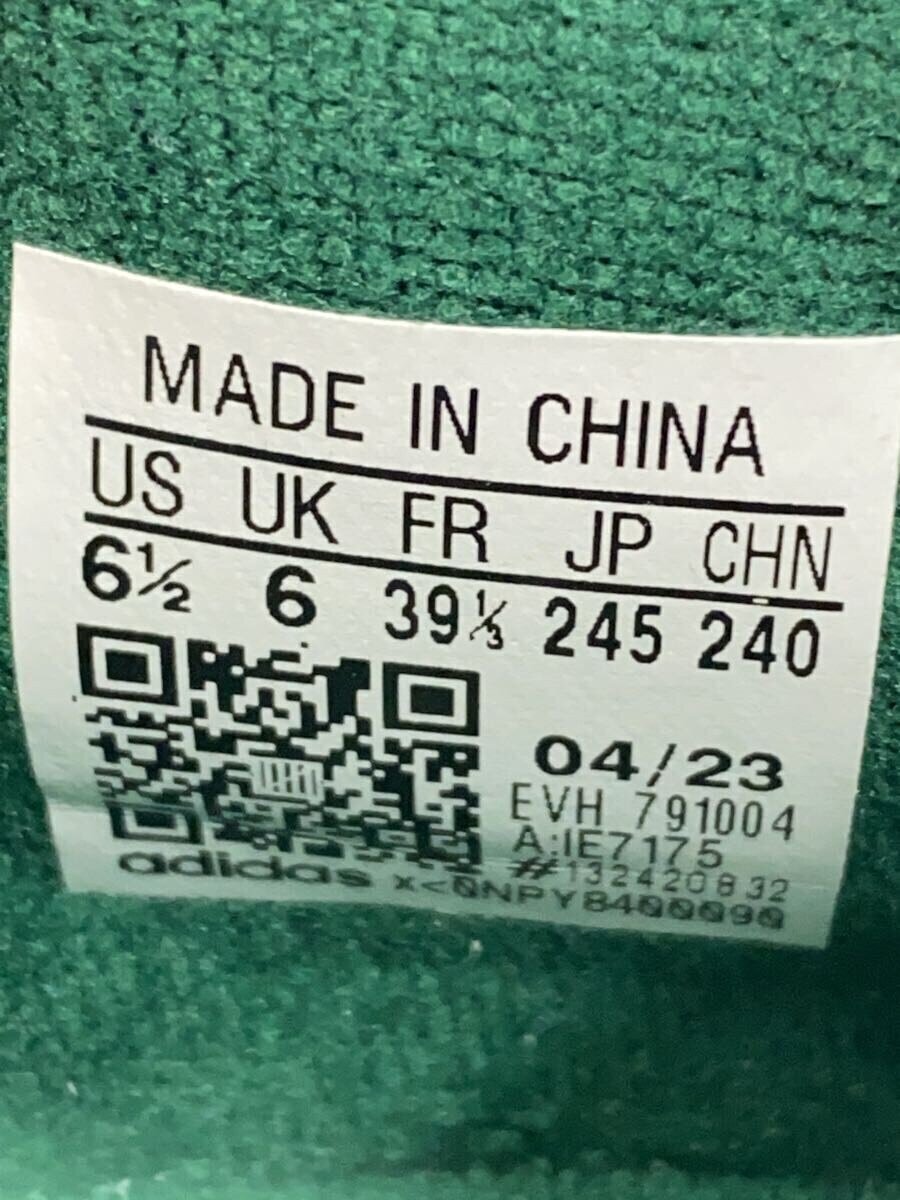 MADE IN CHINA
US UK FR JP CHN
6½ 6 39⅓ 245 240
04/23
EVH 791004
A:IE7175
#132420832
adidas x<0NPY8400090